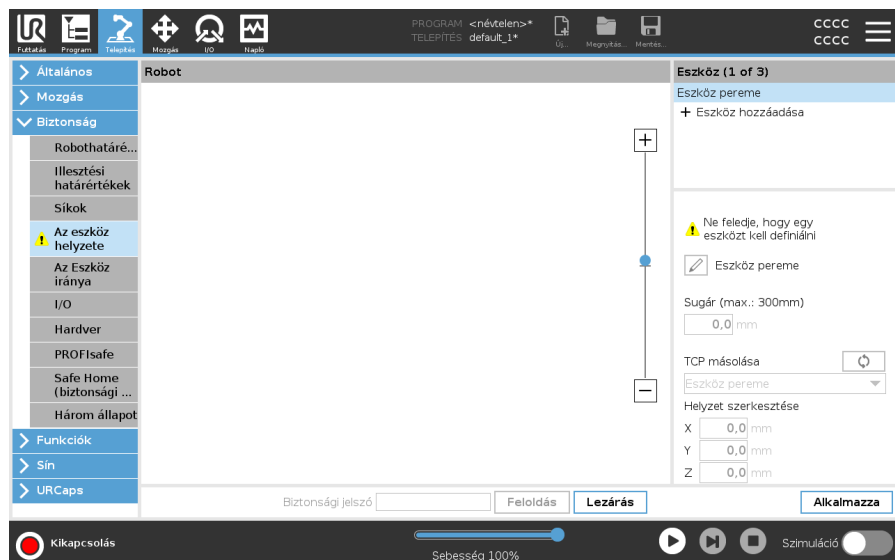 PROGRAM <névtelen>*
TELEPÍTÉS default_1*
cccc
cccc
Futtatás Program Telepítés Mozgás I/O Napló Új... Megnyitás... Mentés...
Általános
Mozgás
Biztonság
Robothatáré...
Illesztési
határértékek
Síkok
Az eszköz
helyzete
Az Eszköz
iránya
I/O
Hardver
PROFIsafe
Safe Home
(biztonsági ...
Három állapot
Funkciók
Sín
URCaps
Robot
Eszköz (1 of 3)
Eszköz pereme
+ Eszköz hozzáadása
Ne feledje, hogy egy
eszközt kell definiálni
Eszköz pereme
Sugár (max.: 300mm)
0,0 mm
TCP másolása
Eszköz pereme
Helyzet szerkesztése
X 0,0 mm
Y 0,0 mm
Z 0,0 mm
Biztonsági jelszó Feloldás Lezárás Alkalmazza
Kikapcsolás
Sebesség 100%
Szimuláció